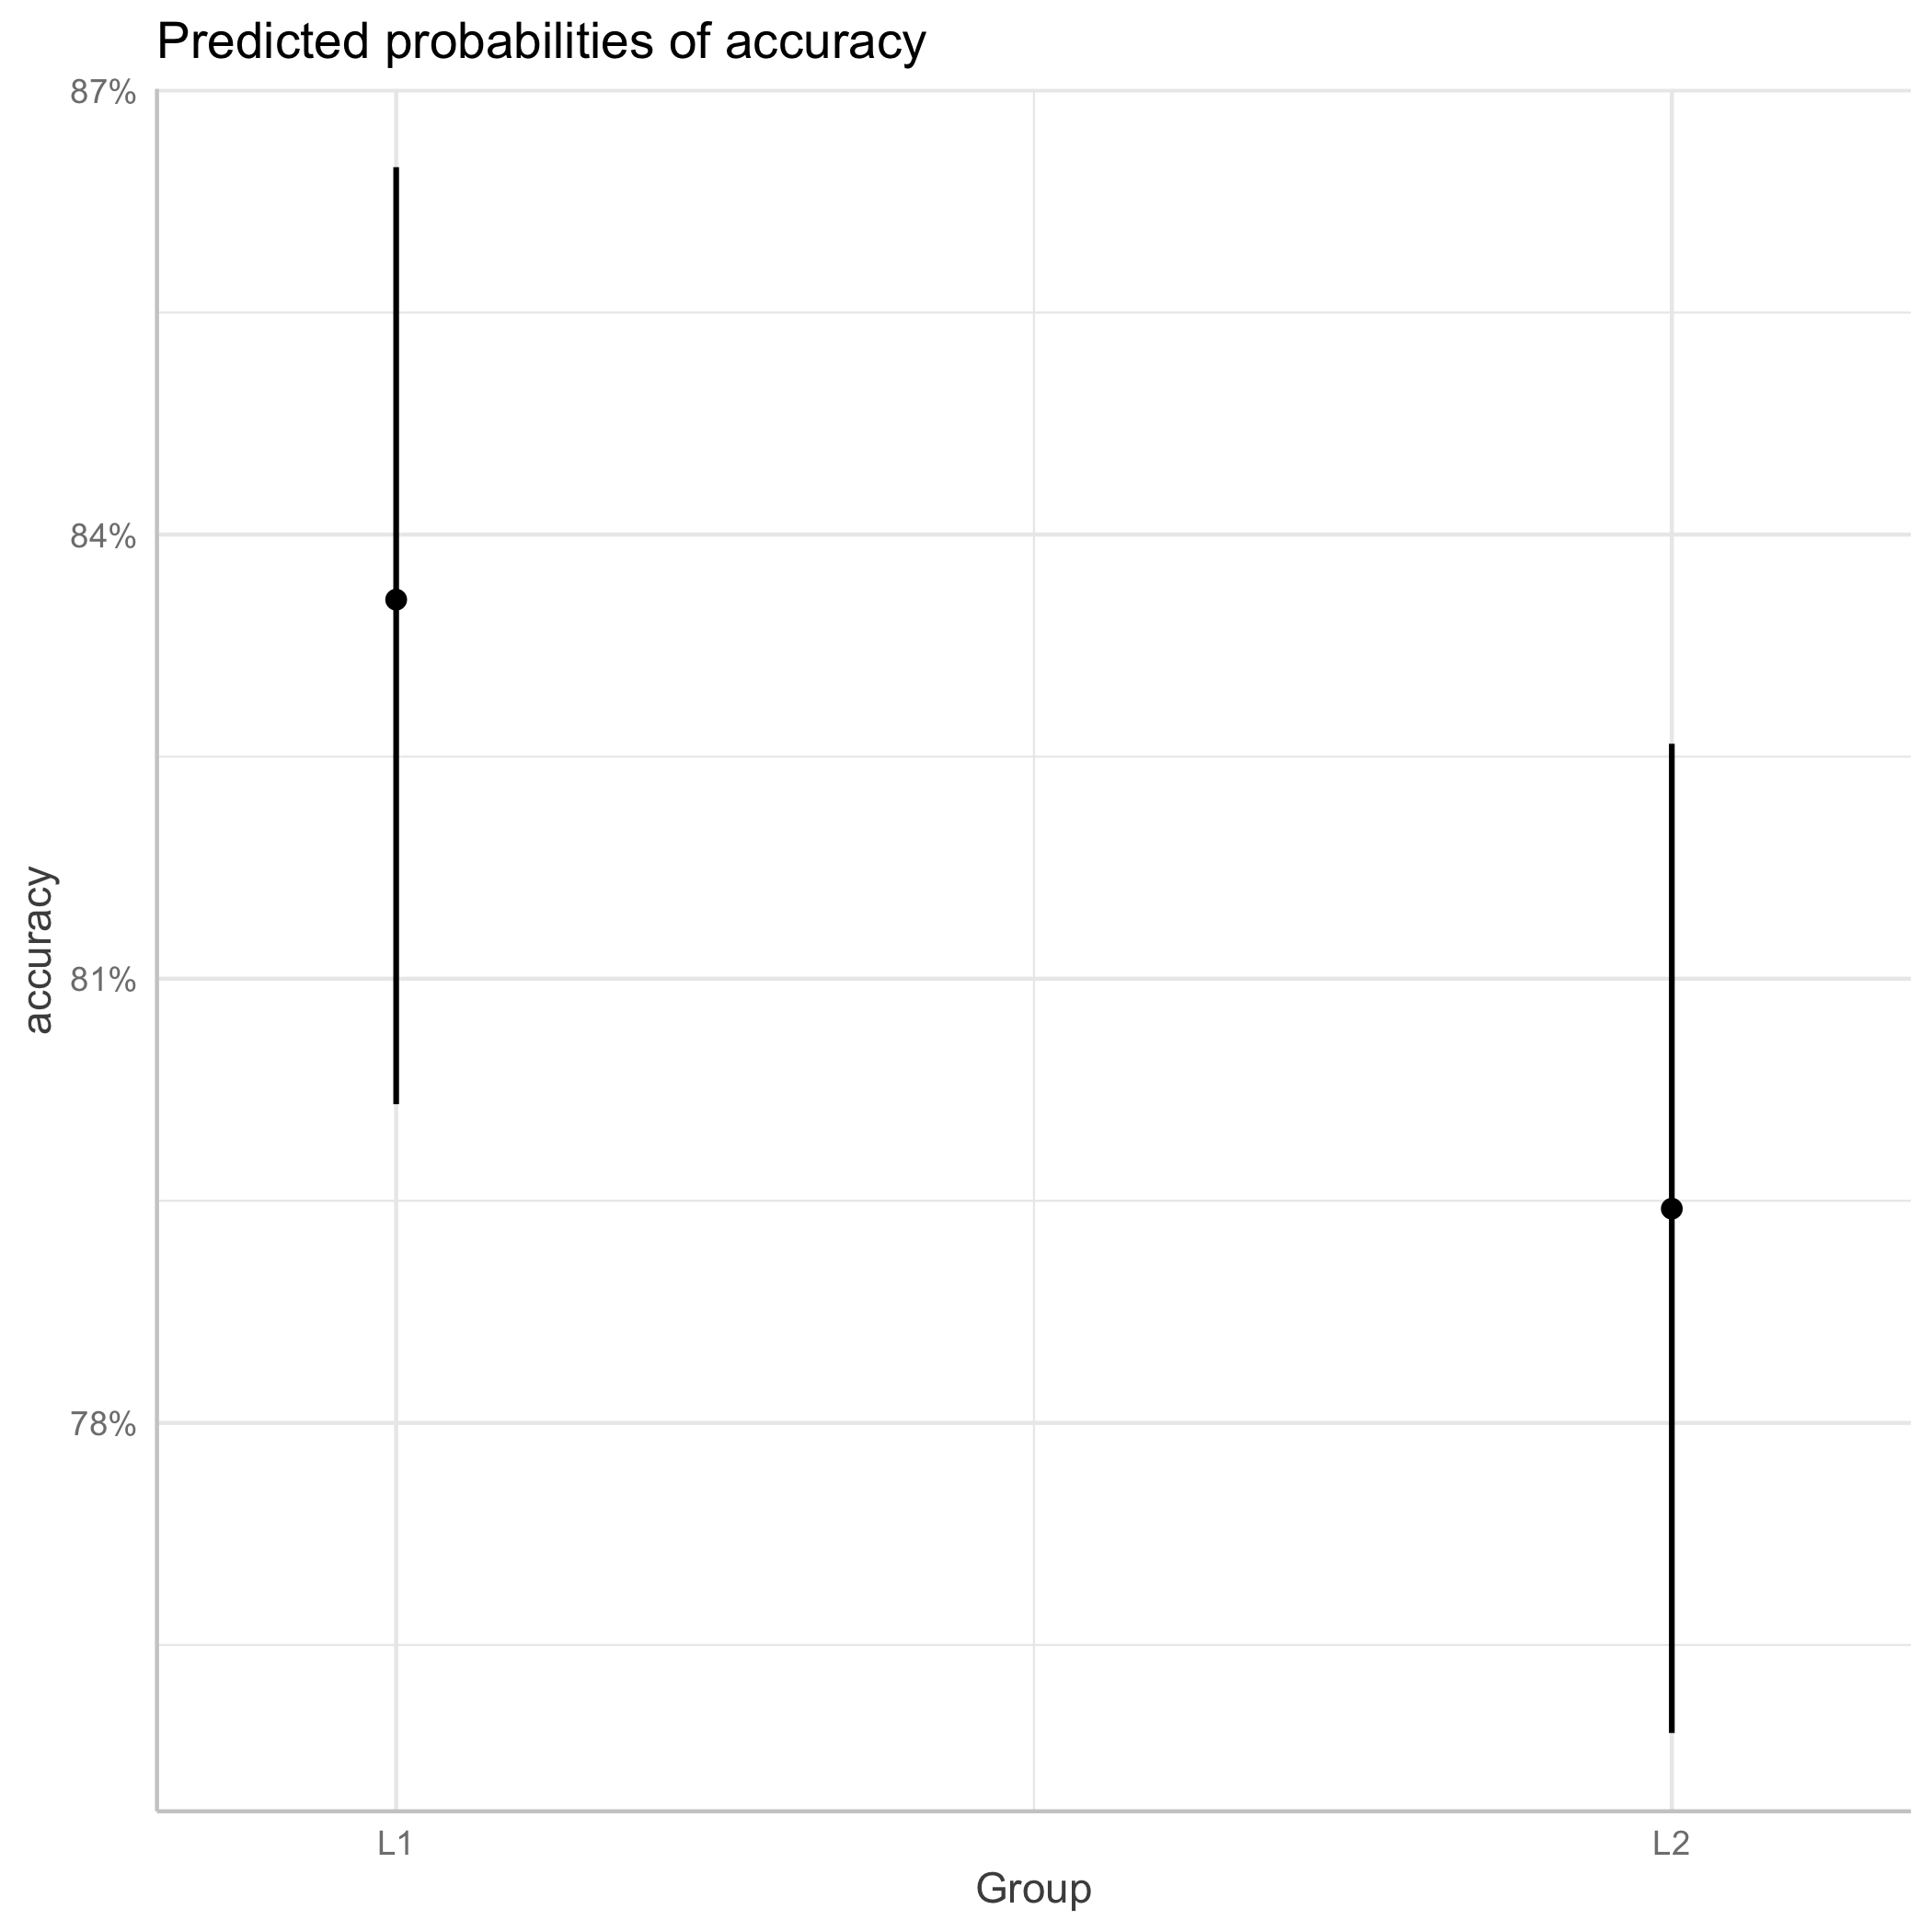 Predicted probabilities of accuracy
87%
84%
81%
78%
accuracy
L1
L2
Group